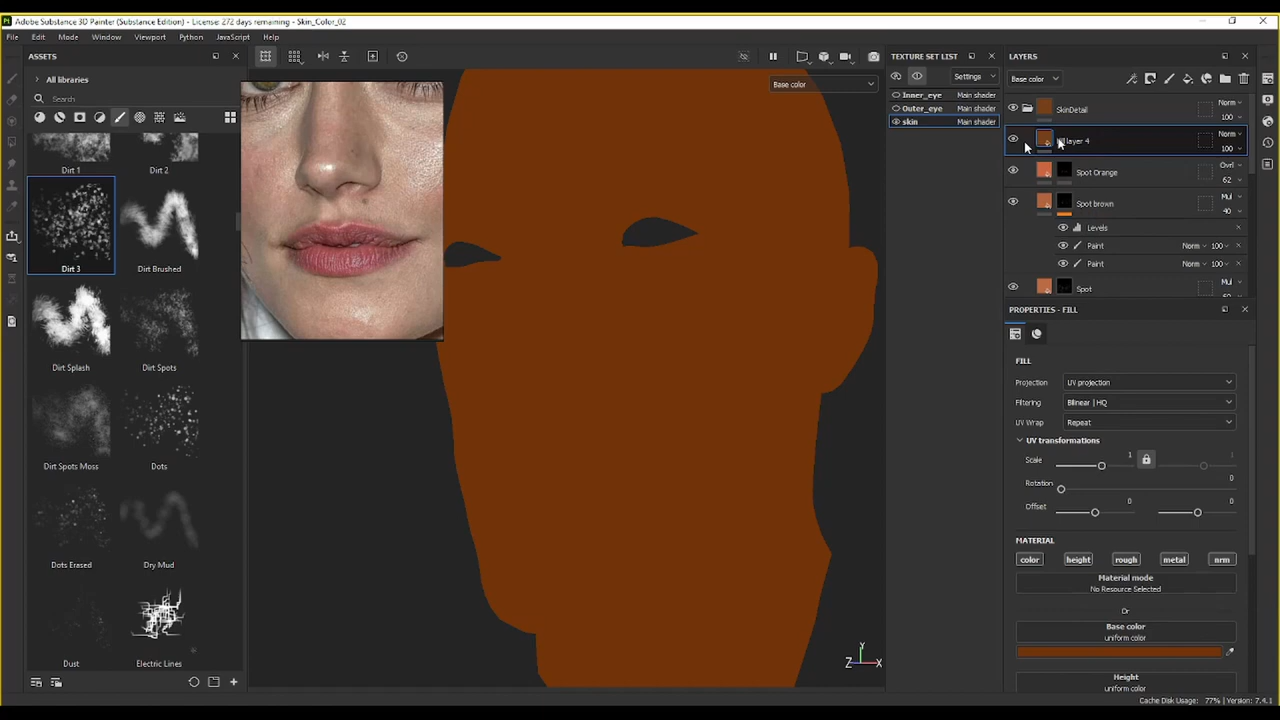 Adobe Substance 3D Painter (Substance Edition) - License: 272 days remaining - Skin_Color_02
File Edit Mode Window Viewport Python JavaScript Help
ASSETS
All libraries
Search
Dirt 1 Dirt 2
Dirt 3 Dirt Brushed
Dirt Splash Dirt Spots
Dirt Spots Moss Dots
Dots Erased Dry Mud
Dust Electric Lines
Base color
Y
Z X
TEXTURE SET LIST
Settings
Inner_eye Main shader
Outer_eye Main shader
skin Main shader
LAYERS
Base color
SkinDetail Norm
100
layer 4 Norm
100
Spot Orange Ovrl
62
Spot brown Mul
40
Levels
Paint Norm 100
Paint Norm 100
Spot Mul
PROPERTIES - FILL
FILL
Projection UV projection
Filtering Bilinear | HQ
UV Wrap Repeat
UV transformations
Scale 1 1
Rotation 0
Offset 0 0
MATERIAL
color height rough metal nrm
Material mode
No Resource Selected
Or
Base color
uniform color
Height
uniform color
Cache Disk Usage: 77% | Version: 7.4.1